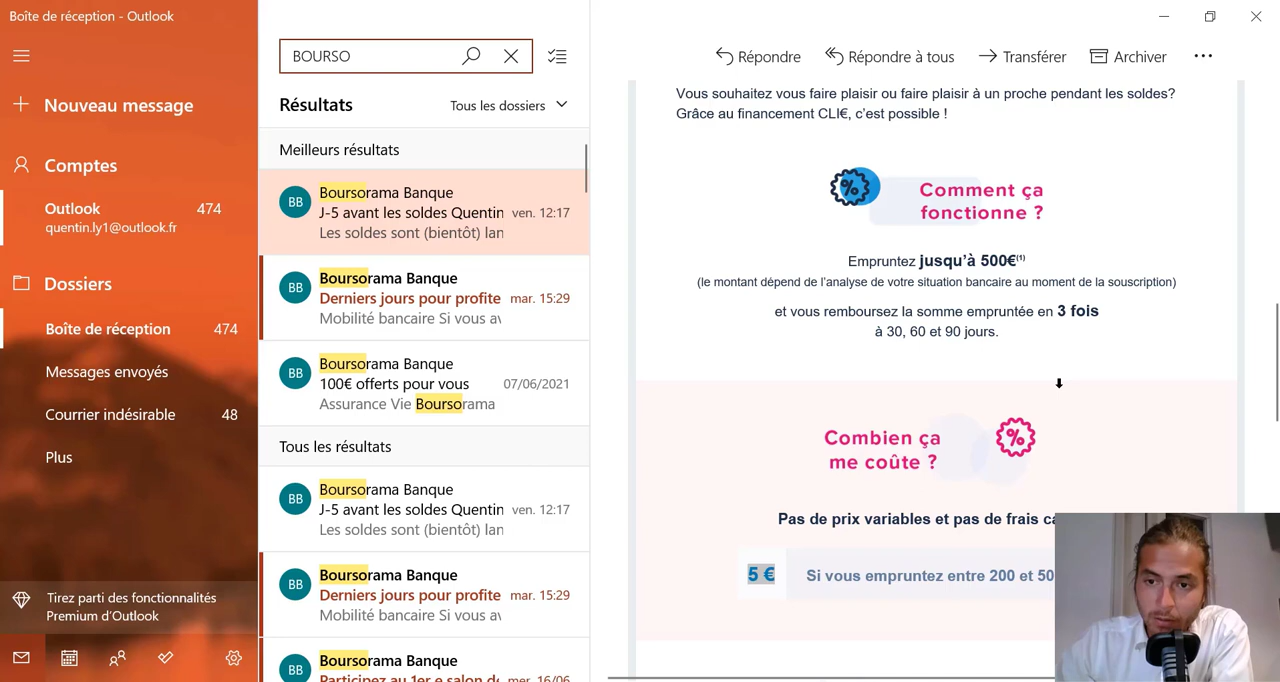 Boîte de réception - Outlook
Nouveau message
Comptes
Outlook 474
quentin.ly1@outlook.fr
Dossiers
Boîte de réception 474
Messages envoyés
Courrier indésirable 48
Plus
Tirez parti des fonctionnalités
Premium d'Outlook
BOURSO
Résultats
Tous les dossiers
Meilleurs résultats
BB
Boursorama Banque
J-5 avant les soldes Quentin ven. 12:17
Les soldes sont (bientôt) lan
BB
Boursorama Banque
Derniers jours pour profite mar. 15:29
Mobilité bancaire Si vous av
BB
Boursorama Banque
100€ offerts pour vous 07/06/2021
Assurance Vie Boursorama
Tous les résultats
BB
Boursorama Banque
J-5 avant les soldes Quentin ven. 12:17
Les soldes sont (bientôt) lan
BB
Boursorama Banque
Derniers jours pour profite mar. 15:29
Mobilité bancaire Si vous av
BB
Boursorama Banque
Participez au 1er e salon de mer. 16/06
Répondre
Répondre à tous
Transférer
Archiver
Vous souhaitez vous faire plaisir ou faire plaisir à un proche pendant les soldes?
Grâce au financement CLI€, c'est possible !
%
Comment ça
fonctionne ?
Empruntez jusqu'à 500€(1)
(le montant dépend de l'analyse de votre situation bancaire au moment de la souscription)
et vous remboursez la somme empruntée en 3 fois
à 30, 60 et 90 jours.
Combien ça
me coûte ?
%
Pas de prix variables et pas de frais ca
5 €
Si vous empruntez entre 200 et 50